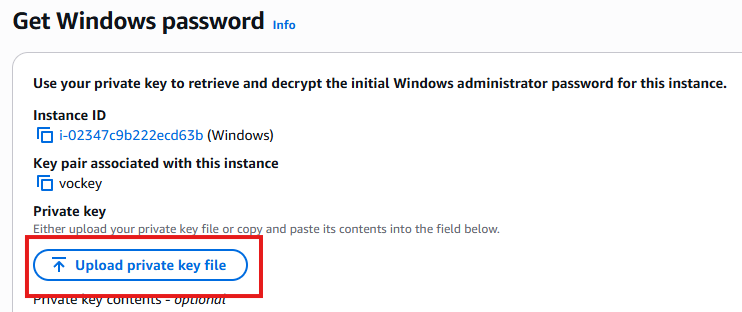 Get Windows password Info
Use your private key to retrieve and decrypt the initial Windows administrator password for this instance.
Instance ID
i-02347c9b222ecd63b (Windows)
Key pair associated with this instance
vockey
Private key
Either upload your private key file or copy and paste its contents into the field below.
Upload private key file
Private key contents - optional